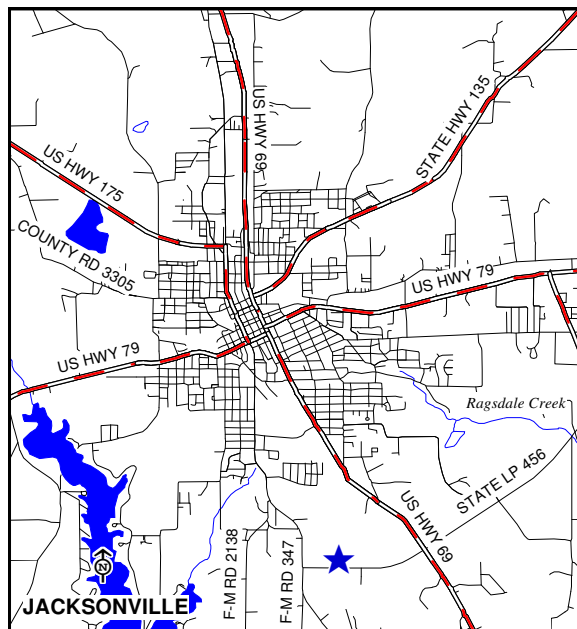 US HWY 69
STATE HWY 135
US HWY 175
COUNTY RD 3305
US HWY 79
US HWY 79
Ragsdale Creek
STATE LP 456
US HWY 69
F-M RD 2138
F-M RD 347
N
JACKSONVILLE